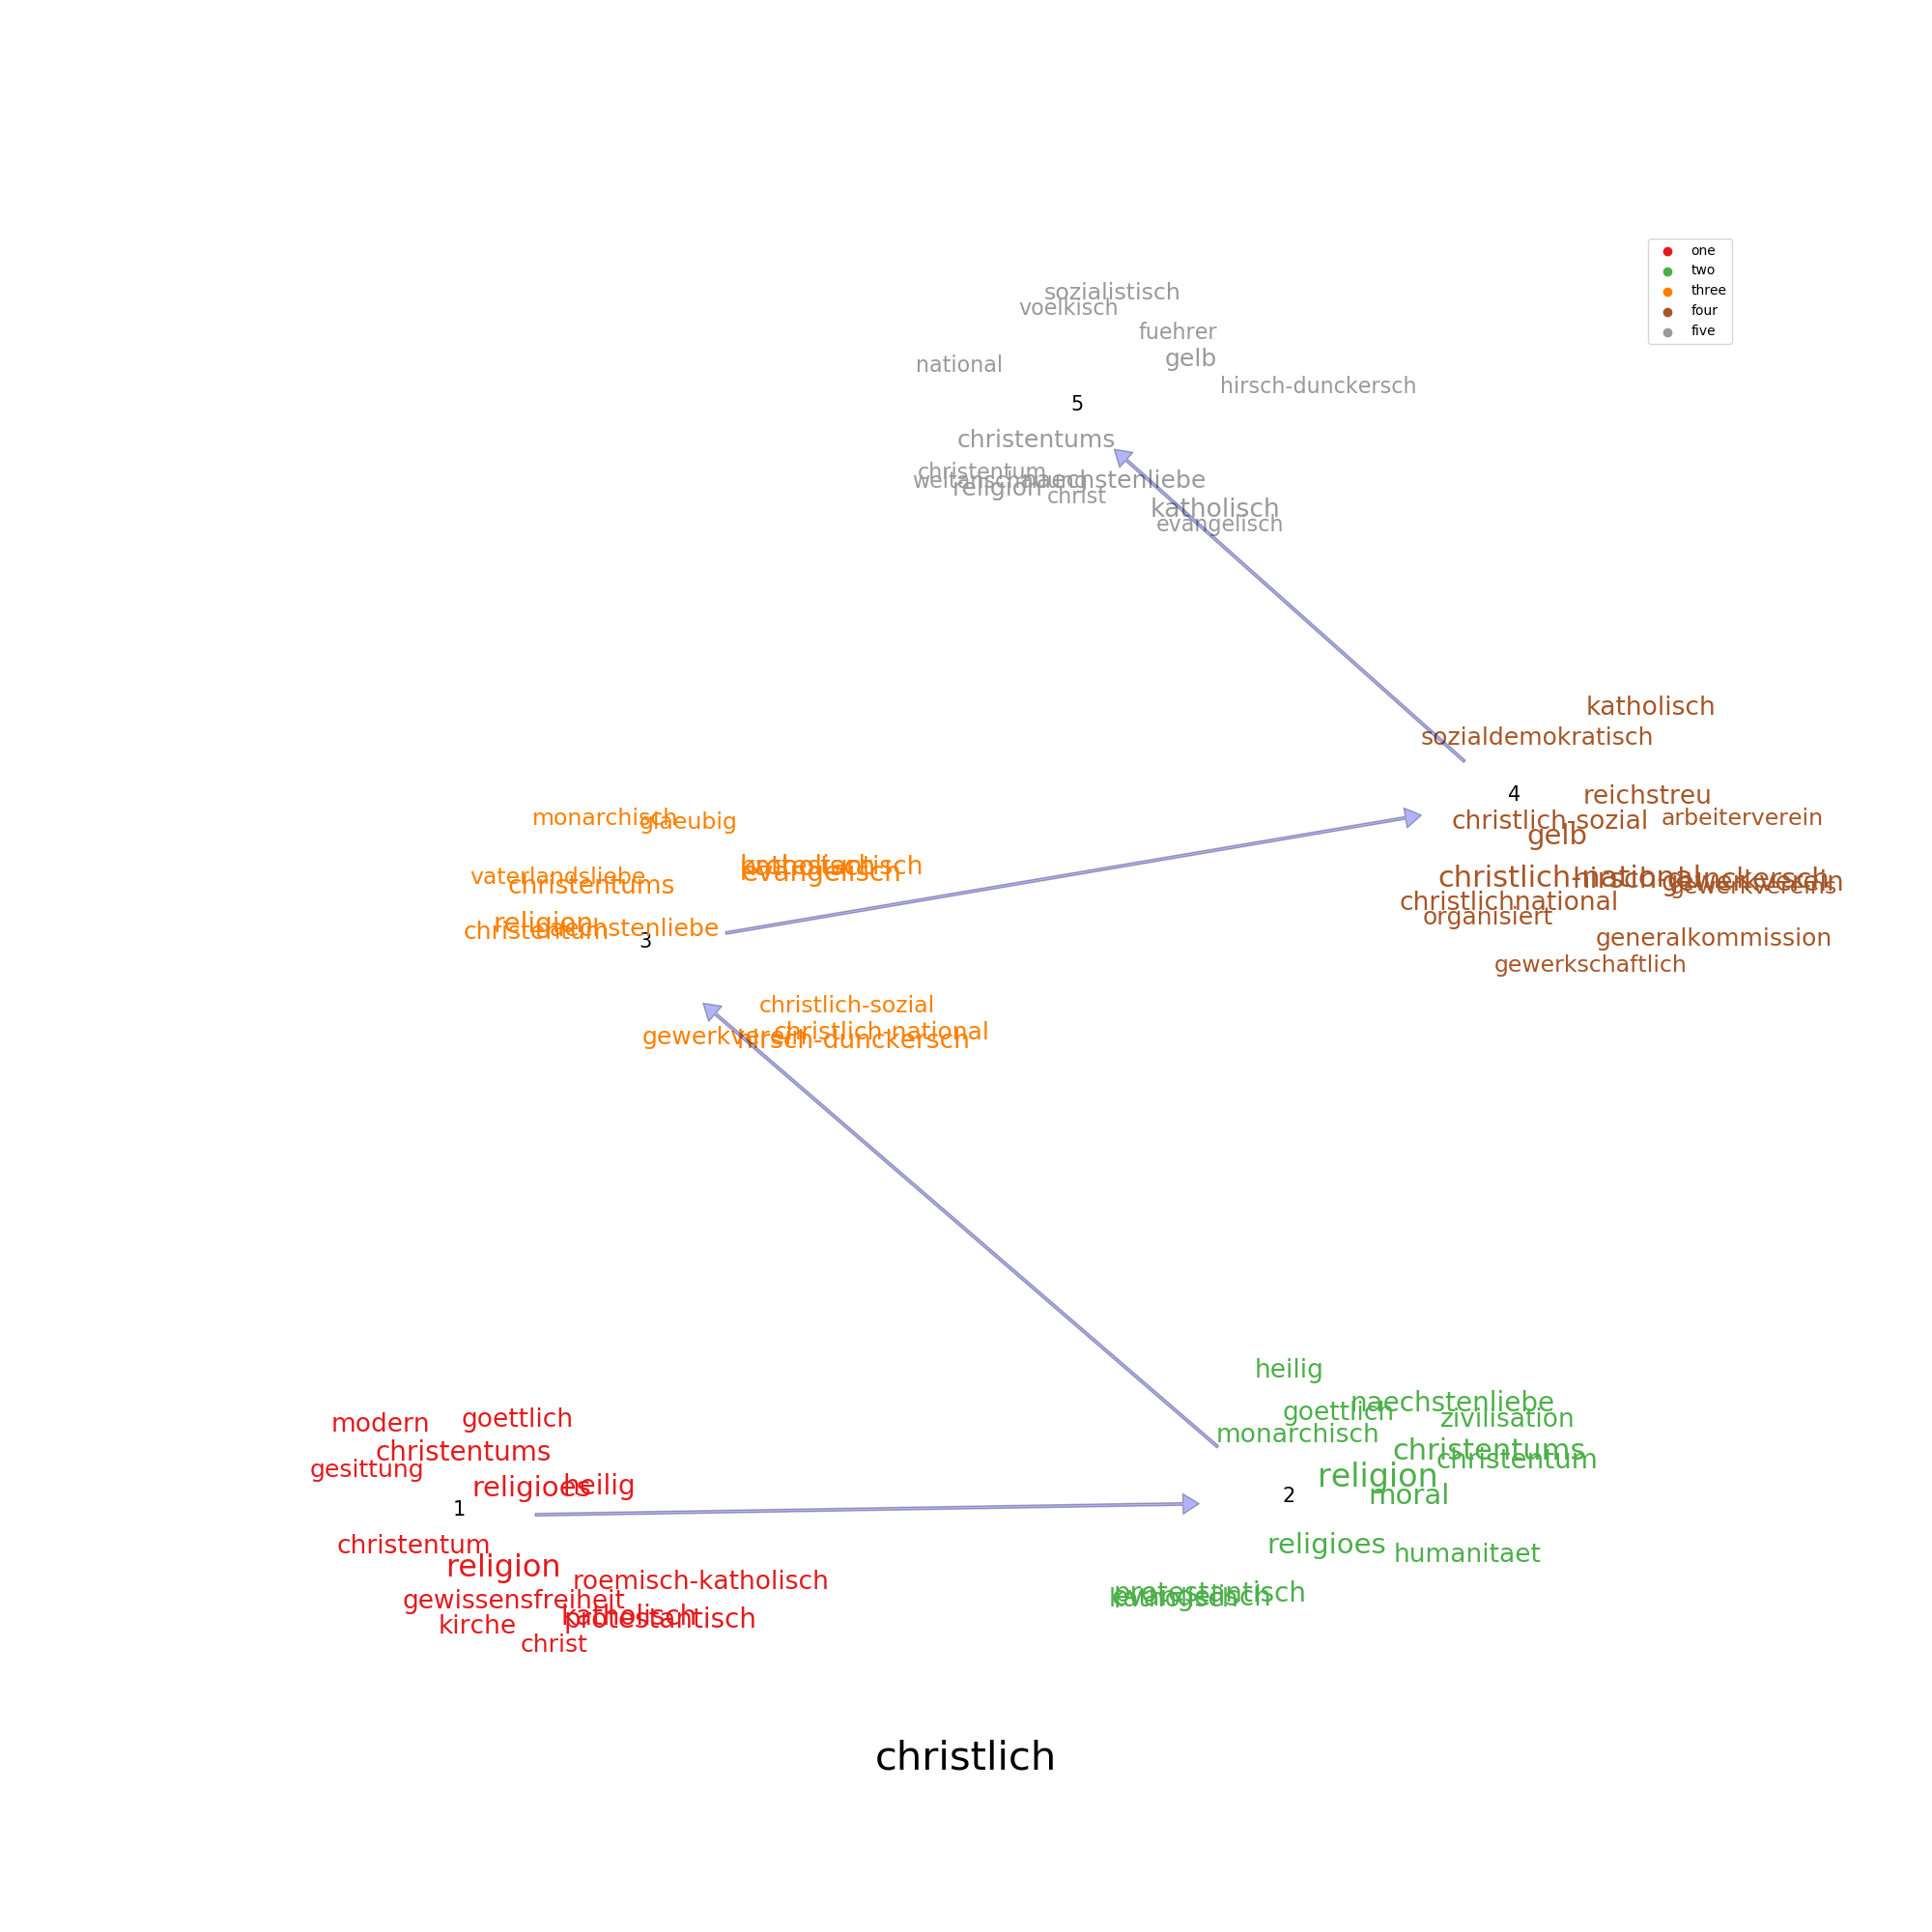 one
two
three
four
five
sozialistisch
voelkisch
fuehrer
gelb
national
hirsch-dunckersch
5
christentums
christentum
weltanschauung
naechstenliebe
religion
christ
katholisch
evangelisch
katholisch
sozialdemokratisch
4
reichstreu
christlich-sozial
arbeiterverein
gelb
christlich-national
hirsch-dunckersch
gewerkverein
gewerkvereins
christlichnational
organisiert
generalkommission
gewerkschaftlich
monarchisch
glaeubig
katholisch
protestantisch
evangelisch
vaterlandsliebe
christentums
religion
naechstenliebe
christentum
3
christlich-sozial
christlich-national
gewerkverein
hirsch-dunckersch
heilig
naechstenliebe
goettlich
zivilisation
monarchisch
christentums
christentum
religion
moral
2
religioes
humanitaet
protestantisch
evangelisch
katholisch
modern
goettlich
christentums
gesittung
religioes
heilig
1
christentum
religion
roemisch-katholisch
gewissensfreiheit
katholisch
protestantisch
kirche
christ
christlich